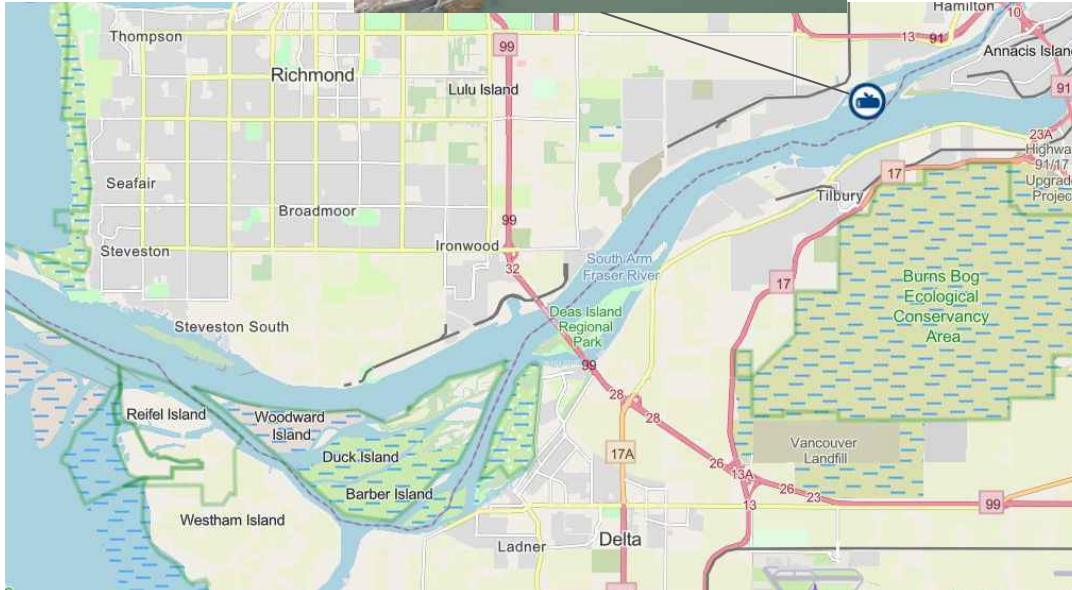 Hamilton
10
13
91
Thompson
99
Annacis Island
Richmond
Lulu Island
91
23A
Highwa
91/17
Upgrade
Project
17
Seafair
Tilbury
Broadmoor
99
Steveston
Ironwood
32
South Arm
Fraser River
17
Burns Bog
Ecological
Conservancy
Area
Deas Island
Regional
Park
Steveston South
99
28
28
Reifel Island
Woodward
Island
17A
Vancouver
Landfill
Duck Island
26
13A
26
23
Barber Island
13
99
Westham Island
Ladner
Delta